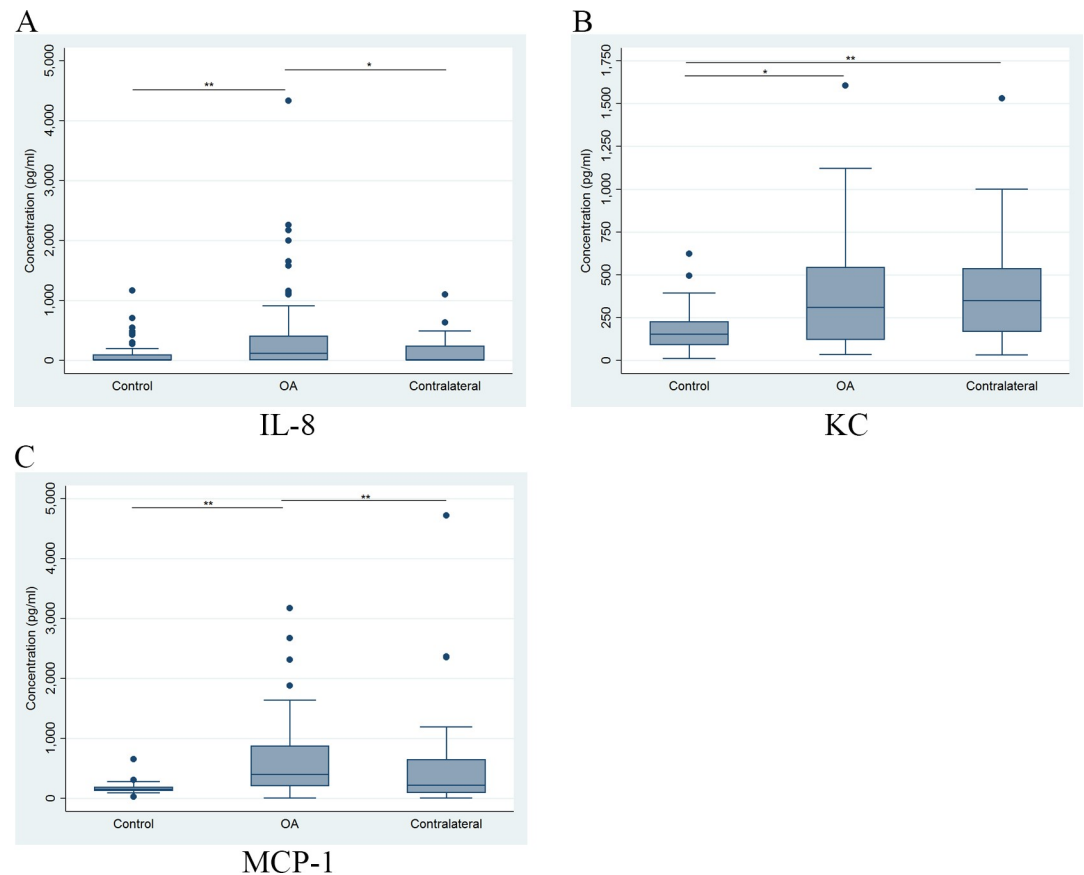 A
Concentration (pg/ml)
5,000
4,000
3,000
2,000
1,000
0
**
*
Control OA Contralateral
IL-8
B
Concentration (pg/ml)
1,750
1,500
1,250
1,000
750
500
250
0
**
*
Control OA Contralateral
KC
C
Concentration (pg/ml)
5,000
4,000
3,000
2,000
1,000
0
**
**
Control OA Contralateral
MCP-1